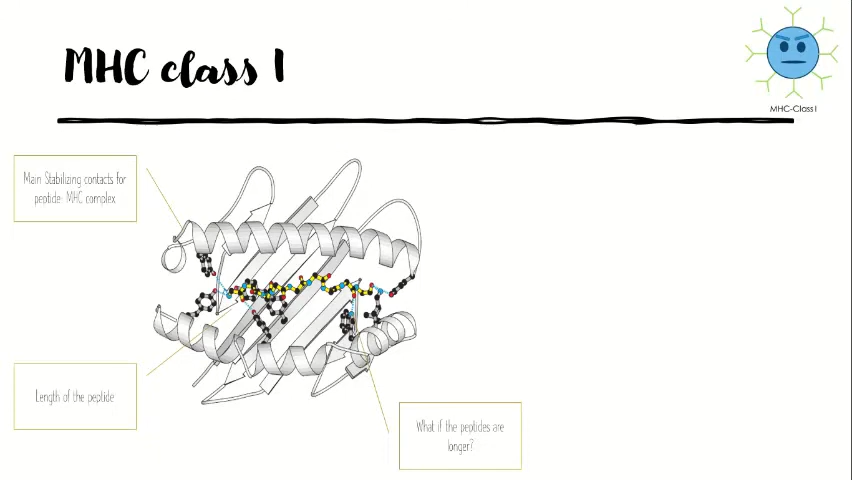 MHC class I
MHC-Class I
Main Stabilizing contacts for
peptide: MHC complex
Length of the peptide
What if the peptides are
longer?